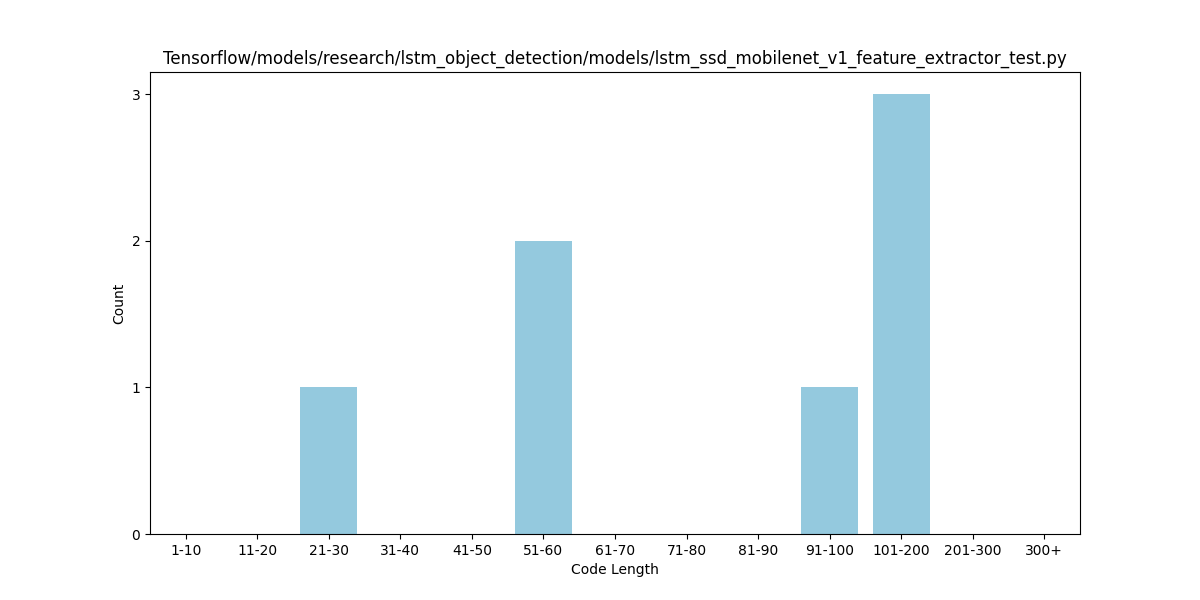 Tensorflow/models/research/lstm_object_detection/models/lstm_ssd_mobilenet_v1_feature_extractor_test.py
3
2
1
0
Count
1-10 11-20 21-30 31-40 41-50 51-60 61-70 71-80 81-90 91-100 101-200 201-300 300+
Code Length